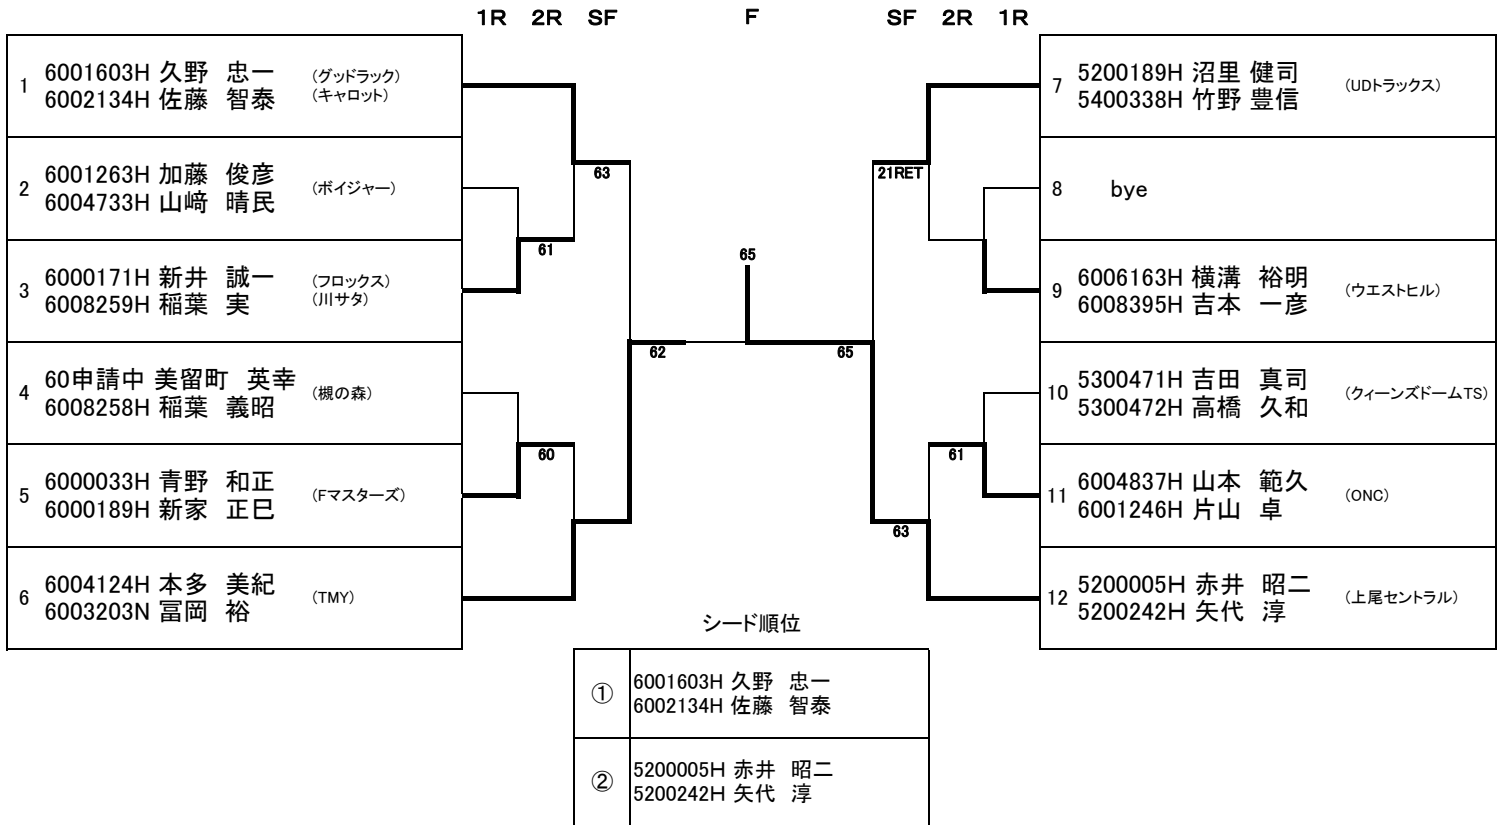 1R 2R SF F SF 2R 1R
1 6001603H 久野 忠一 (グッドラック)
6002134H 佐藤 智泰 (キャロット)
2 6001263H 加藤 俊彦 (ボイジャー)
6004733H 山﨑 晴民
3 6000171H 新井 誠一 (フロックス)
6008259H 稲葉 実 (川サタ)
4 60申請中 美留町 英幸 (槻の森)
6008258H 稲葉 義昭
5 6000033H 青野 和正 (Fマスターズ)
6000189H 新家 正巳
6 6004124H 本多 美紀 (TMY)
6003203N 冨岡 裕
63
61
62
60
65
65
21RET
61
63
7 5200189H 沼里 健司 (UDトラックス)
5400338H 竹野 豊信
8 bye
9 6006163H 横溝 裕明 (ウエストヒル)
6008395H 吉本 一彦
10 5300471H 吉田 真司 (クィーンズドームTS)
5300472H 高橋 久和
11 6004837H 山本 範久 (ONC)
6001246H 片山 卓
12 5200005H 赤井 昭二 (上尾セントラル)
5200242H 矢代 淳
シード順位
① 6001603H 久野 忠一
6002134H 佐藤 智泰
② 5200005H 赤井 昭二
5200242H 矢代 淳